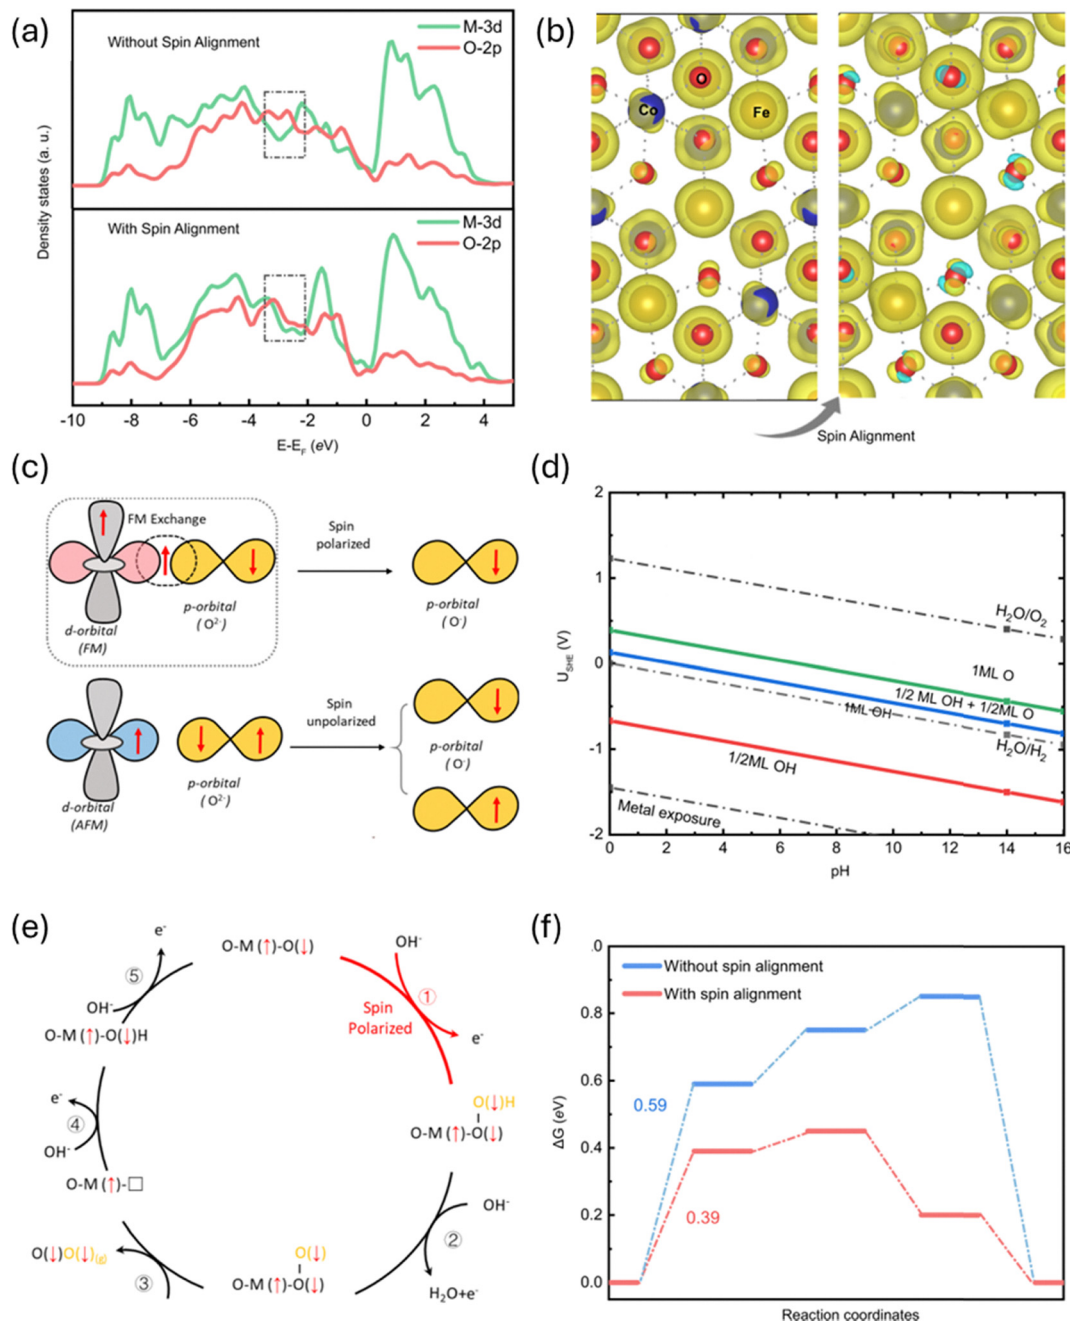 (a)
Without Spin Alignment
M-3d
O-2p
With Spin Alignment
M-3d
O-2p
Density states (a. u.)
-10 -8 -6 -4 -2 0 2 4
E-E_F (eV)
(b)
O
Co
Fe
Spin Alignment
(c)
FM Exchange
d-orbital
(FM)
p-orbital
(O²⁻)
Spin
polarized
p-orbital
(O⁻)
d-orbital
(AFM)
p-orbital
(O²⁻)
Spin
unpolarized
p-orbital
(O⁻)
(d)
2
1
0
-1
-2
U_SHE (V)
H₂O/O₂
1ML O
1/2 ML OH + 1/2ML O
1ML OH
H₂O/H₂
1/2ML OH
Metal exposure
0 2 4 6 8 10 12 14 16
pH
(e)
O-M(↑)-O(↓)
OH⁻
①
Spin
Polarized
e⁻
O(↓)H
O-M(↑)-O(↓)
OH⁻
②
H₂O+e⁻
O(↓)
O-M(↑)-O(↓)
③
O(↓)O(↓)(g)
O-M(↑)-□
OH⁻
④
e⁻
O-M(↑)-O(↓)H
OH⁻
⑤
e⁻
(f)
.0
0.8
0.6
0.4
0.2
0.0
ΔG (eV)
Without spin alignment
With spin alignment
0.59
0.39
Reaction coordinates